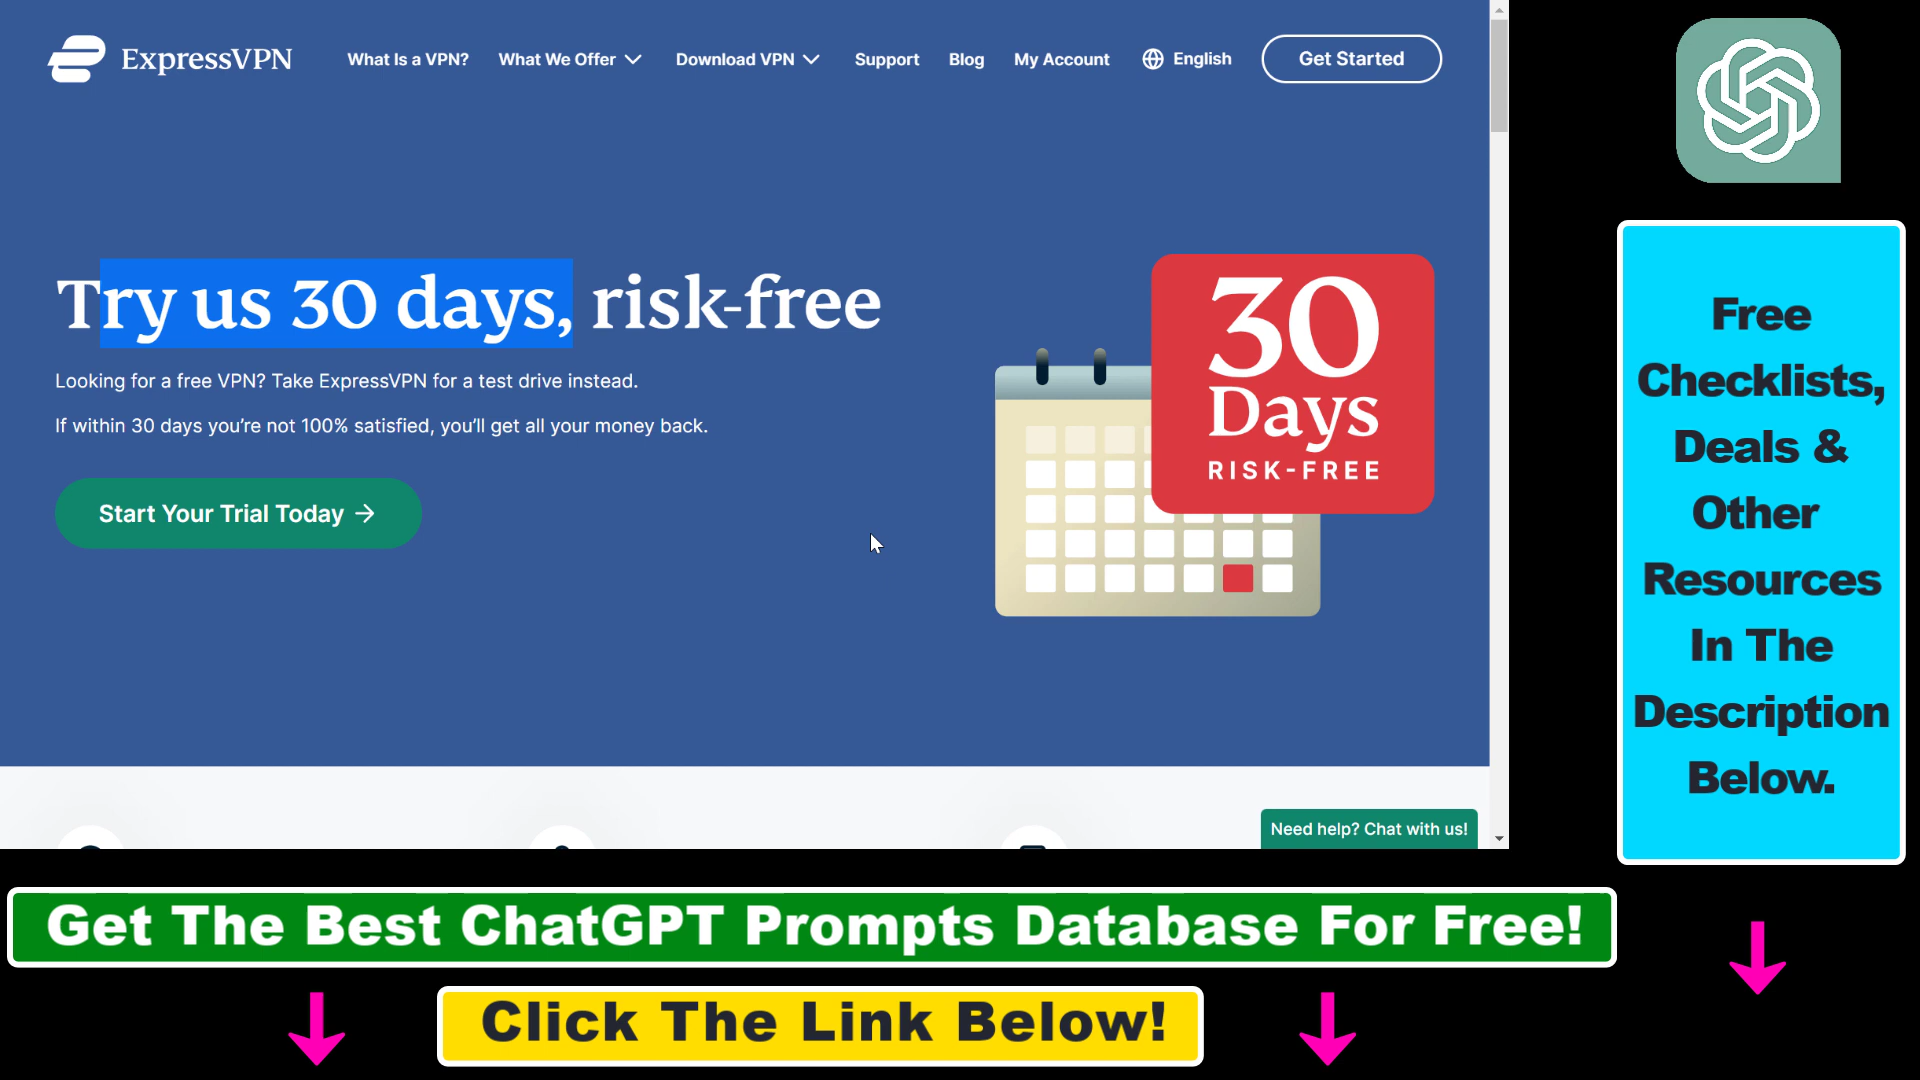 ExpressVPN
What Is a VPN?
What We Offer
Download VPN
Support
Blog
My Account
English
Get Started
Try us 30 days, risk-free
Looking for a free VPN? Take ExpressVPN for a test drive instead.
If within 30 days you're not 100% satisfied, you'll get all your money back.
Start Your Trial Today
30
Days
RISK-FREE
Need help? Chat with us!
Free
Checklists,
Deals &
Other
Resources
In The
Description
Below.
Get The Best ChatGPT Prompts Database For Free!
Click The Link Below!